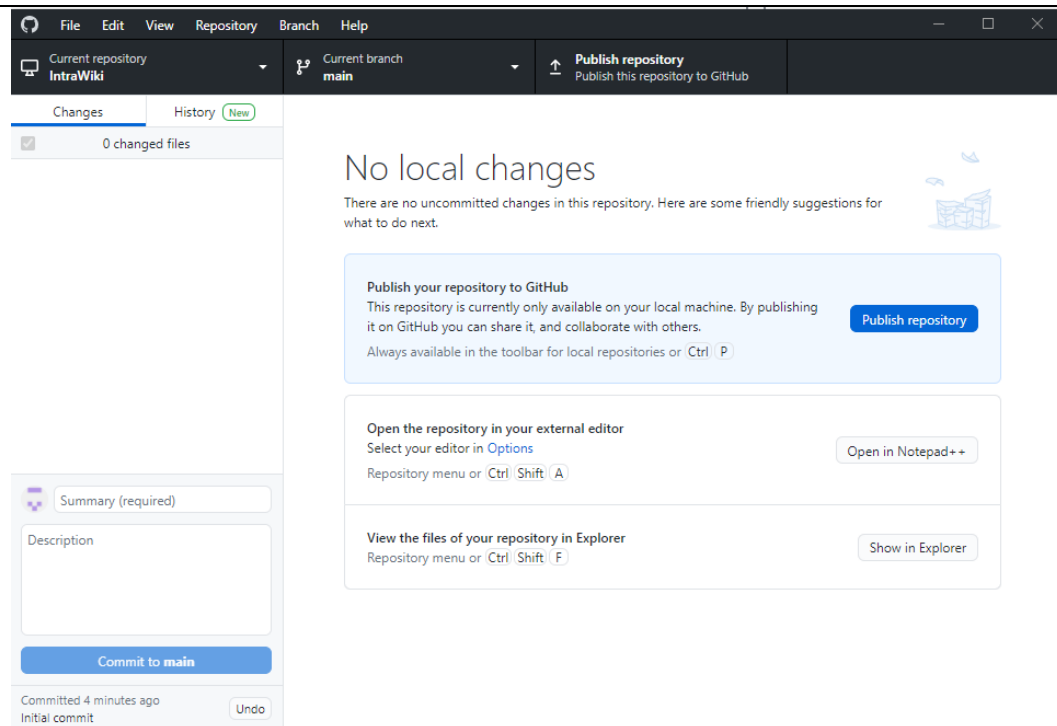 File Edit View Repository Branch Help
Current repository
IntraWiki
Current branch
main
Publish repository
Publish this repository to GitHub
Changes
History New
0 changed files
No local changes
There are no uncommitted changes in this repository. Here are some friendly suggestions for
what to do next.
Publish your repository to GitHub
This repository is currently only available on your local machine. By publishing
it on GitHub you can share it, and collaborate with others.
Always available in the toolbar for local repositories or Ctrl P
Publish repository
Open the repository in your external editor
Select your editor in Options
Repository menu or Ctrl Shift A
Open in Notepad++
View the files of your repository in Explorer
Repository menu or Ctrl Shift F
Show in Explorer
Summary (required)
Description
Commit to main
Committed 4 minutes ago
Initial commit
Undo